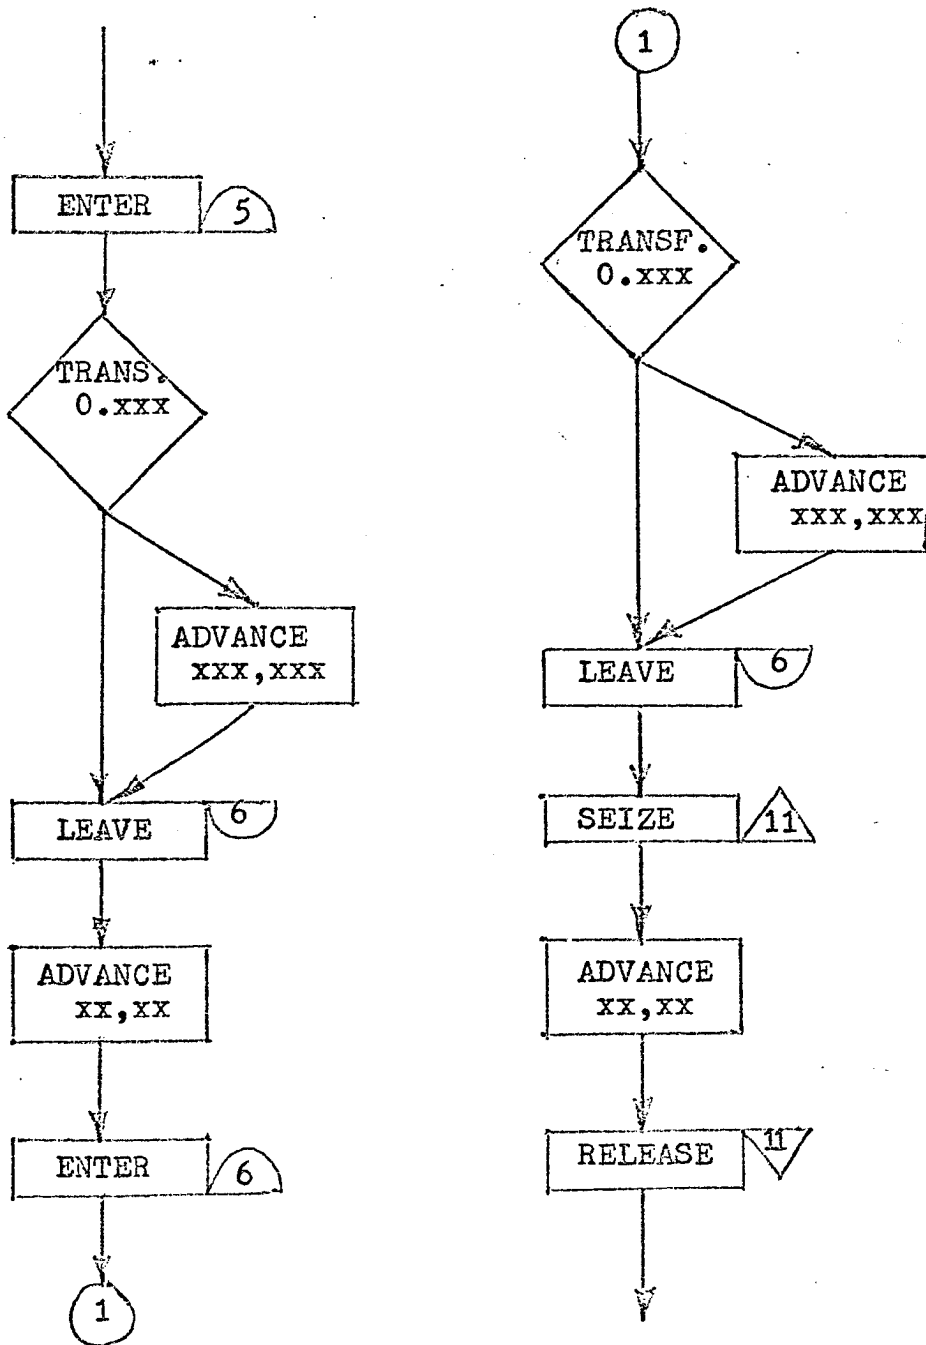 ENTER
5
TRANS.
0.xxx
ADVANCE
xxx,xxx
LEAVE
6
ADVANCE
xx,xx
ENTER
6
1
1
TRANSF.
0.xxx
ADVANCE
xxx,xxx
LEAVE
6
SEIZE
11
ADVANCE
xx,xx
RELEASE
11